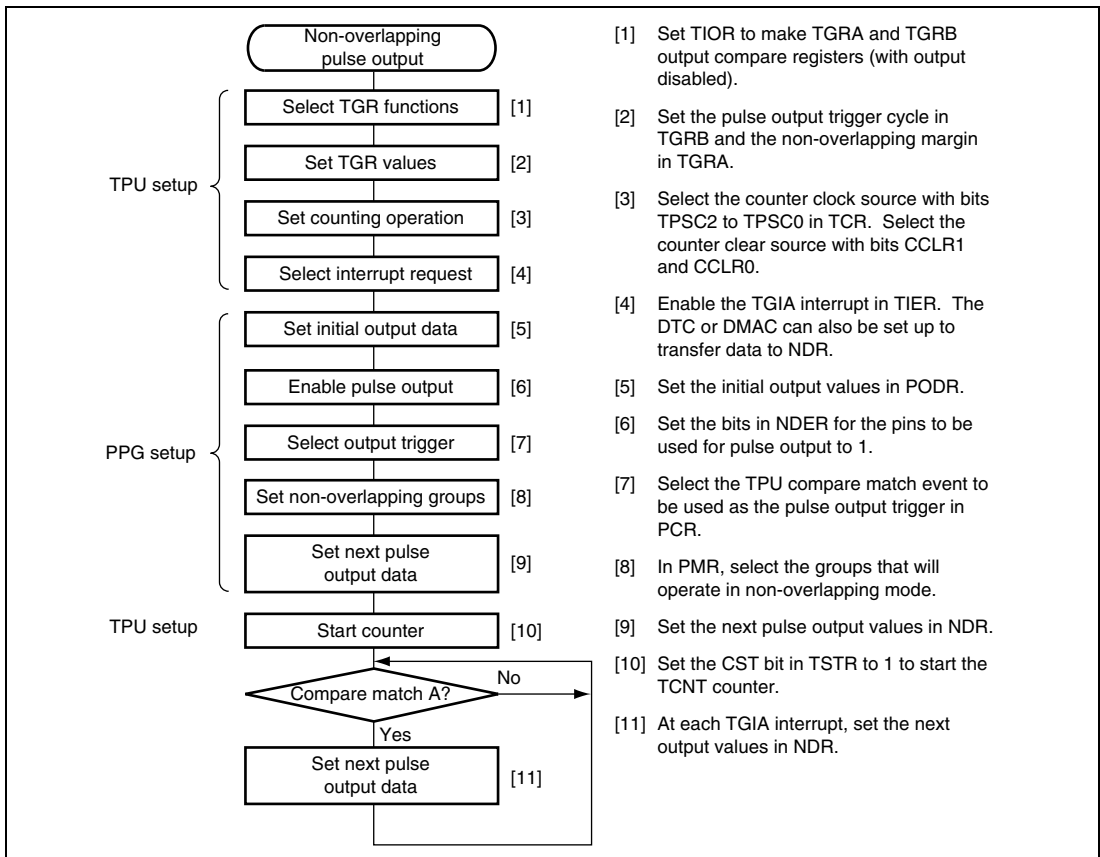 Non-overlapping
pulse output
Select TGR functions [1]
Set TGR values [2]
TPU setup
Set counting operation [3]
Select interrupt request [4]
Set initial output data [5]
Enable pulse output [6]
Select output trigger [7]
PPG setup
Set non-overlapping groups [8]
Set next pulse
output data [9]
TPU setup
Start counter [10]
Compare match A?
No
Yes
Set next pulse
output data [11]
[1] Set TIOR to make TGRA and TGRB
output compare registers (with output
disabled).
[2] Set the pulse output trigger cycle in
TGRB and the non-overlapping margin
in TGRA.
[3] Select the counter clock source with bits
TPSC2 to TPSC0 in TCR. Select the
counter clear source with bits CCLR1
and CCLR0.
[4] Enable the TGIA interrupt in TIER. The
DTC or DMAC can also be set up to
transfer data to NDR.
[5] Set the initial output values in PODR.
[6] Set the bits in NDER for the pins to be
used for pulse output to 1.
[7] Select the TPU compare match event to
be used as the pulse output trigger in
PCR.
[8] In PMR, select the groups that will
operate in non-overlapping mode.
[9] Set the next pulse output values in NDR.
[10] Set the CST bit in TSTR to 1 to start the
TCNT counter.
[11] At each TGIA interrupt, set the next
output values in NDR.